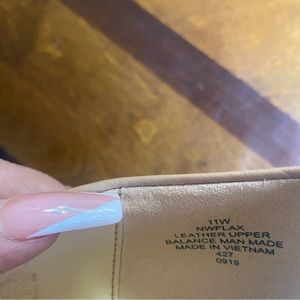 11W
NWFLAX
LEATHER UPPER
BALANCE MAN MADE
MADE IN VIETNAM
427
0919